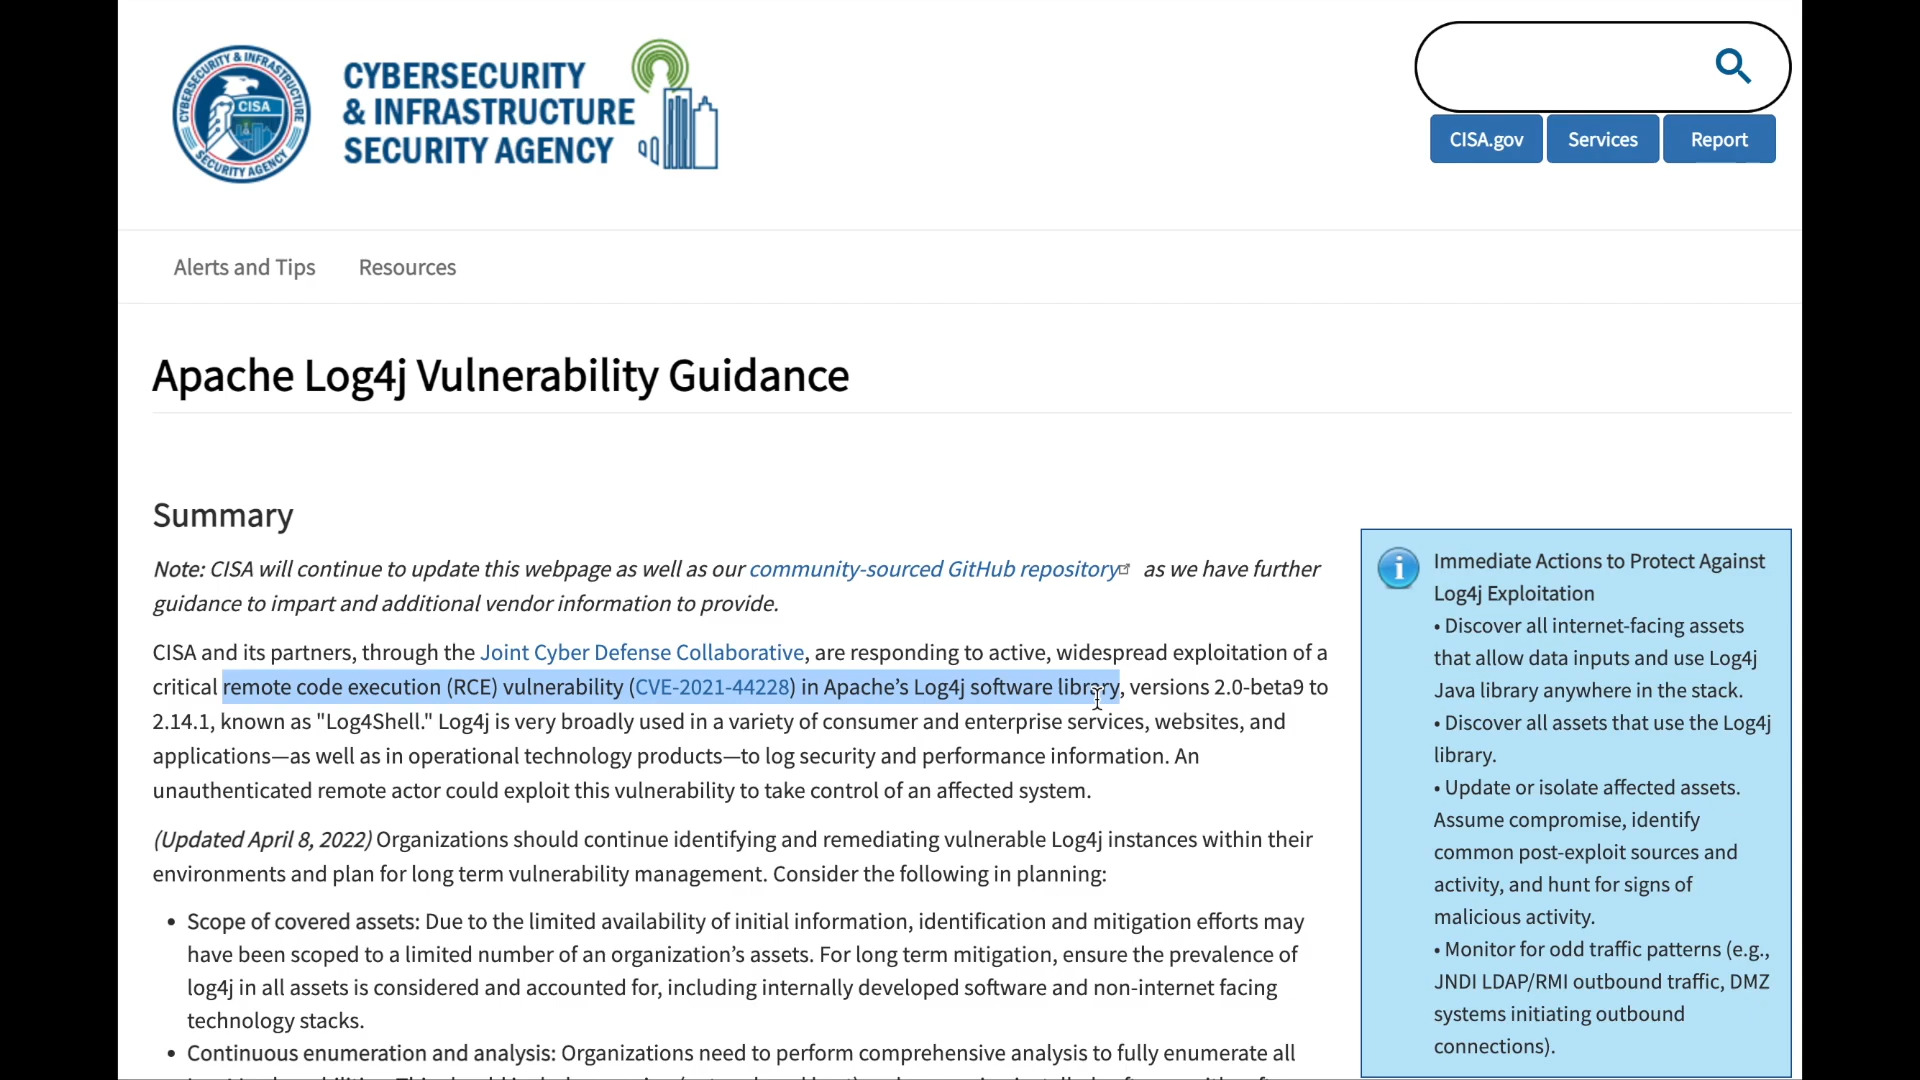 CYBERSECURITY & INFRASTRUCTURE
CISA
SECURITY AGENCY
CYBERSECURITY
& INFRASTRUCTURE
SECURITY AGENCY
CISA.gov
Services
Report
Alerts and Tips
Resources
Apache Log4j Vulnerability Guidance
Summary
Note: CISA will continue to update this webpage as well as our community-sourced GitHub repository as we have further
guidance to impart and additional vendor information to provide.
CISA and its partners, through the Joint Cyber Defense Collaborative, are responding to active, widespread exploitation of a
critical remote code execution (RCE) vulnerability (CVE-2021-44228) in Apache’s Log4j software library, versions 2.0-beta9 to
2.14.1, known as "Log4Shell." Log4j is very broadly used in a variety of consumer and enterprise services, websites, and
applications—as well as in operational technology products—to log security and performance information. An
unauthenticated remote actor could exploit this vulnerability to take control of an affected system.
(Updated April 8, 2022) Organizations should continue identifying and remediating vulnerable Log4j instances within their
environments and plan for long term vulnerability management. Consider the following in planning:
• Scope of covered assets: Due to the limited availability of initial information, identification and mitigation efforts may
have been scoped to a limited number of an organization’s assets. For long term mitigation, ensure the prevalence of
log4j in all assets is considered and accounted for, including internally developed software and non-internet facing
technology stacks.
• Continuous enumeration and analysis: Organizations need to perform comprehensive analysis to fully enumerate all
Immediate Actions to Protect Against
Log4j Exploitation
• Discover all internet-facing assets
that allow data inputs and use Log4j
Java library anywhere in the stack.
• Discover all assets that use the Log4j
library.
• Update or isolate affected assets.
Assume compromise, identify
common post-exploit sources and
activity, and hunt for signs of
malicious activity.
• Monitor for odd traffic patterns (e.g.,
JNDI LDAP/RMI outbound traffic, DMZ
systems initiating outbound
connections).